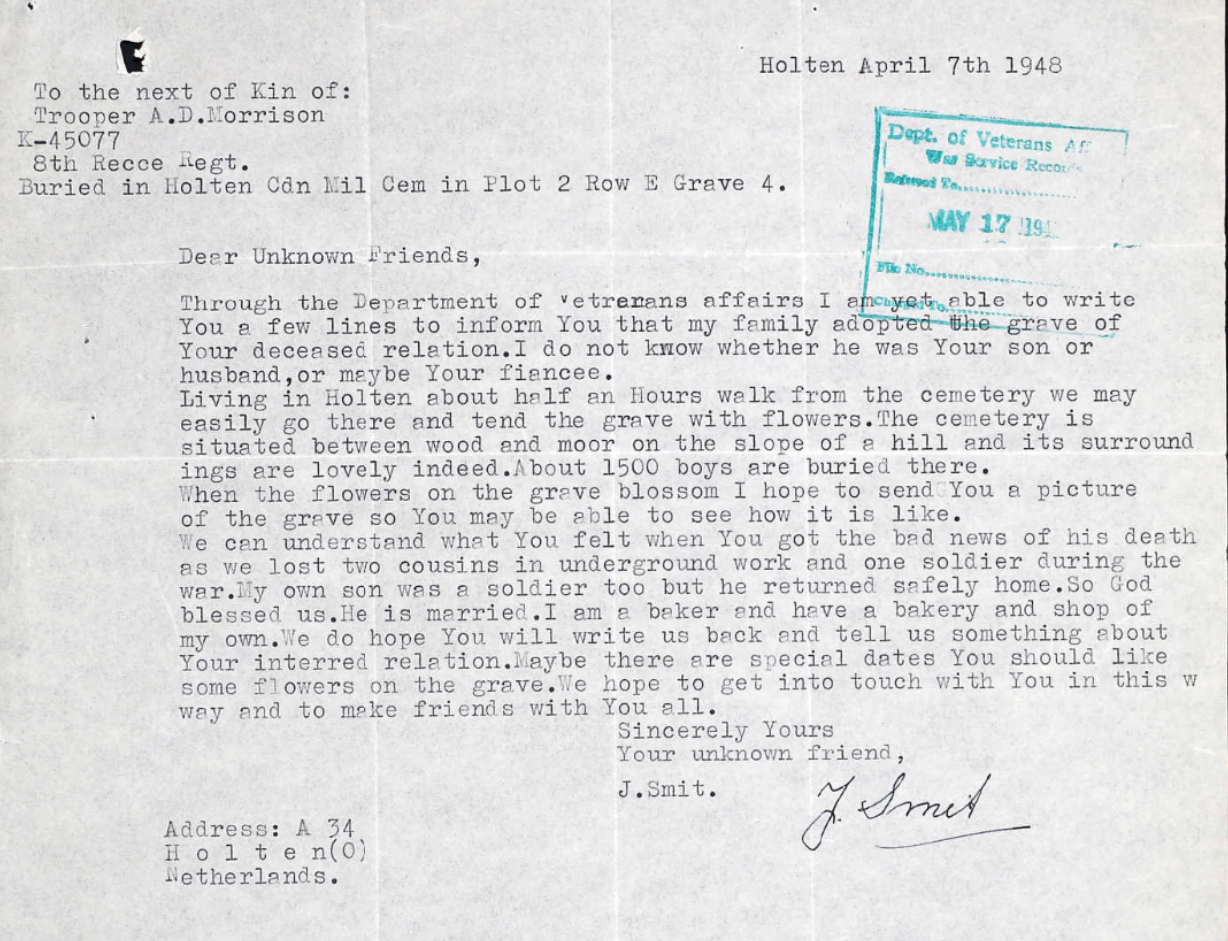 Holten April 7th 1948
To the next of Kin of:
Trooper A.D.Morrison
K-45077
8th Recce Regt.
Buried in Holten Cdn Mil Cem in Plot 2 Row E Grave 4.
Dept. of Veterans Af
War Service Records
Referred To
MAY 17 194
File No.
Charged To
Dear Unknown Friends,
Through the Department of vetremans affairs I am yet able to write
You a few lines to inform You that my family adopted the grave of
Your deceased relation.I do not know whether he was Your son or
husband,or maybe Your fiancee.
Living in Holten about half an Hours walk from the cemetery we may
easily go there and tend the grave with flowers.The cemetery is
situated between wood and moor on the slope of a hill and its surround
ings are lovely indeed.About 1500 boys are buried there.
When the flowers on the grave blossom I hope to send You a picture
of the grave so You may be able to see how it is like.
We can understand what You felt when You got the bad news of his death
as we lost two cousins in underground work and one soldier during the
war.My own son was a soldier too but he returned safely home.So God
blessed us.He is married.I am a baker and have a bakery and shop of
my own.We do hope You will write us back and tell us something about
Your interred relation.Maybe there are special dates You should like
some flowers on the grave.We hope to get into touch with You in this w
way and to make friends with You all.
Sincerely Yours
Your unknown friend,
J.Smit.
J. Smit
Address: A 34
H o l t e n(O)
Netherlands.